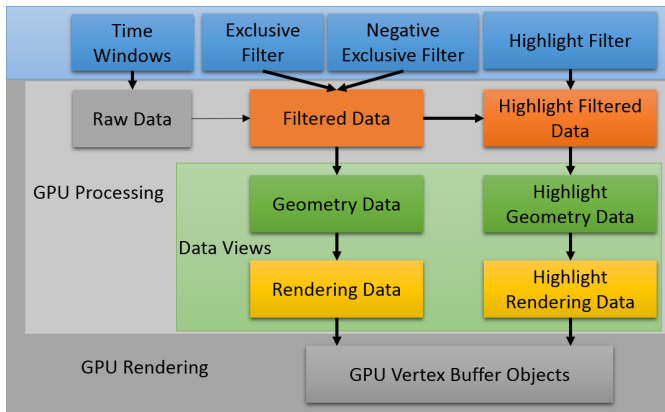 Time
Windows
Exclusive
Filter
Negative
Exclusive Filter
Highlight Filter
Raw Data
Filtered Data
Highlight Filtered
Data
GPU Processing
Geometry Data
Highlight
Geometry Data
Data Views
Rendering Data
Highlight
Rendering Data
GPU Rendering
GPU Vertex Buffer Objects